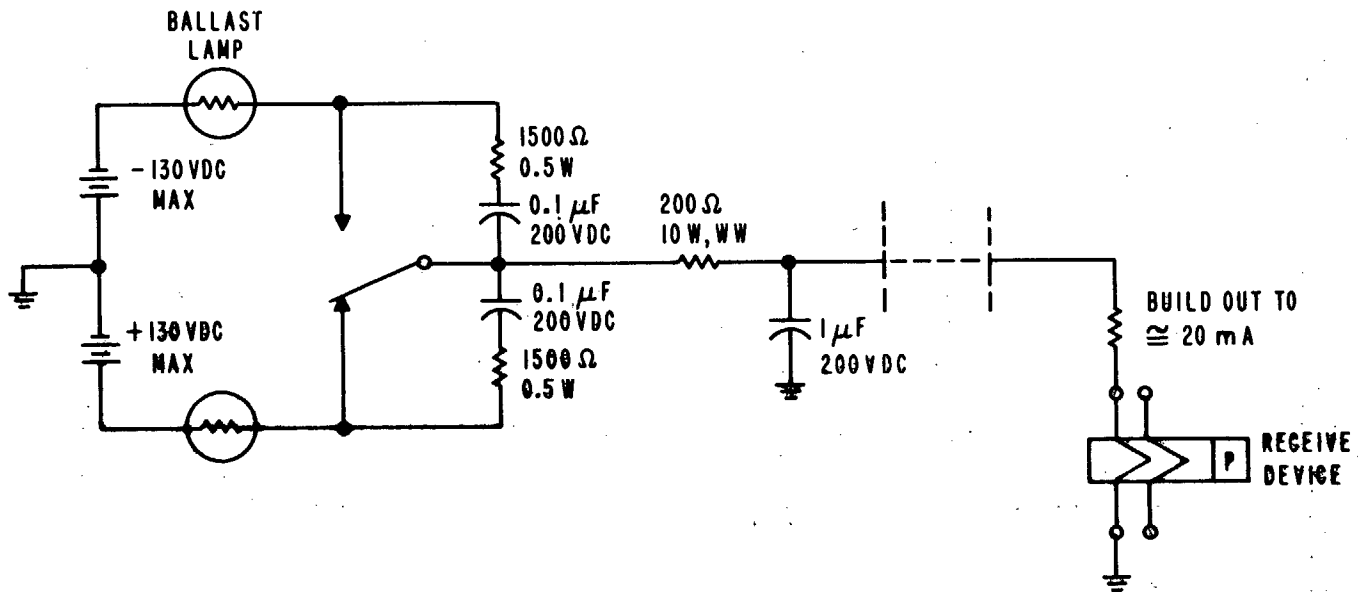 BALLAST
LAMP
1500 Ω
0.5 W
- 130 VDC
MAX
0.1 μF
200 VDC
200 Ω
10 W, WW
0.1 μF
200 VDC
BUILD OUT TO
≅ 20 mA
+ 130 VDC
MAX
1 μF
200 VDC
1500 Ω
0.5 W
P
RECEIVE
DEVICE